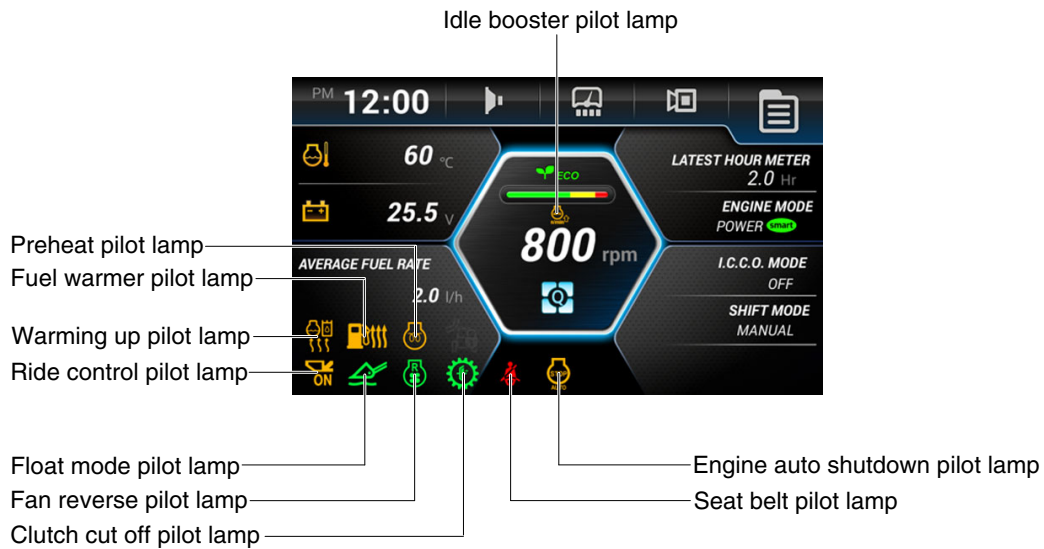 Idle booster pilot lamp
PM 12:00
60 °C
LATEST HOUR METER
2.0 Hr
ECO
25.5 V
ENGINE MODE
POWER smart
800 rpm
Preheat pilot lamp
Fuel warmer pilot lamp
AVERAGE FUEL RATE
2.0 l/h
I.C.C.O. MODE
OFF
Q
SHIFT MODE
MANUAL
Warming up pilot lamp
Ride control pilot lamp
ON
R
STOP
AUTO
Float mode pilot lamp
Fan reverse pilot lamp
Clutch cut off pilot lamp
Engine auto shutdown pilot lamp
Seat belt pilot lamp